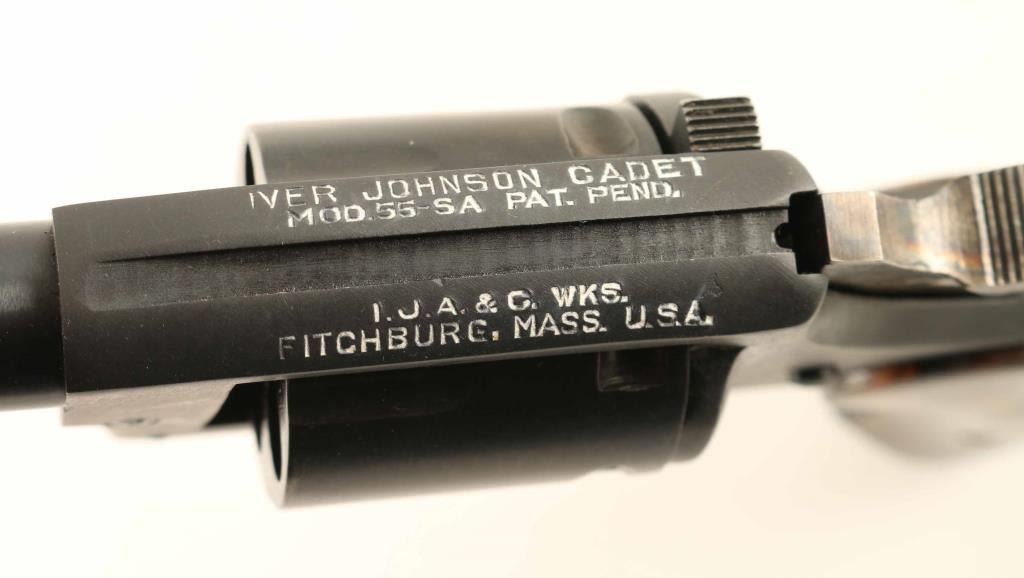 IVER JOHNSON CADET
MOD.55-SA PAT. PEND.
I.J.A. & C. WKS.
FITCHBURG, MASS. U.S.A.